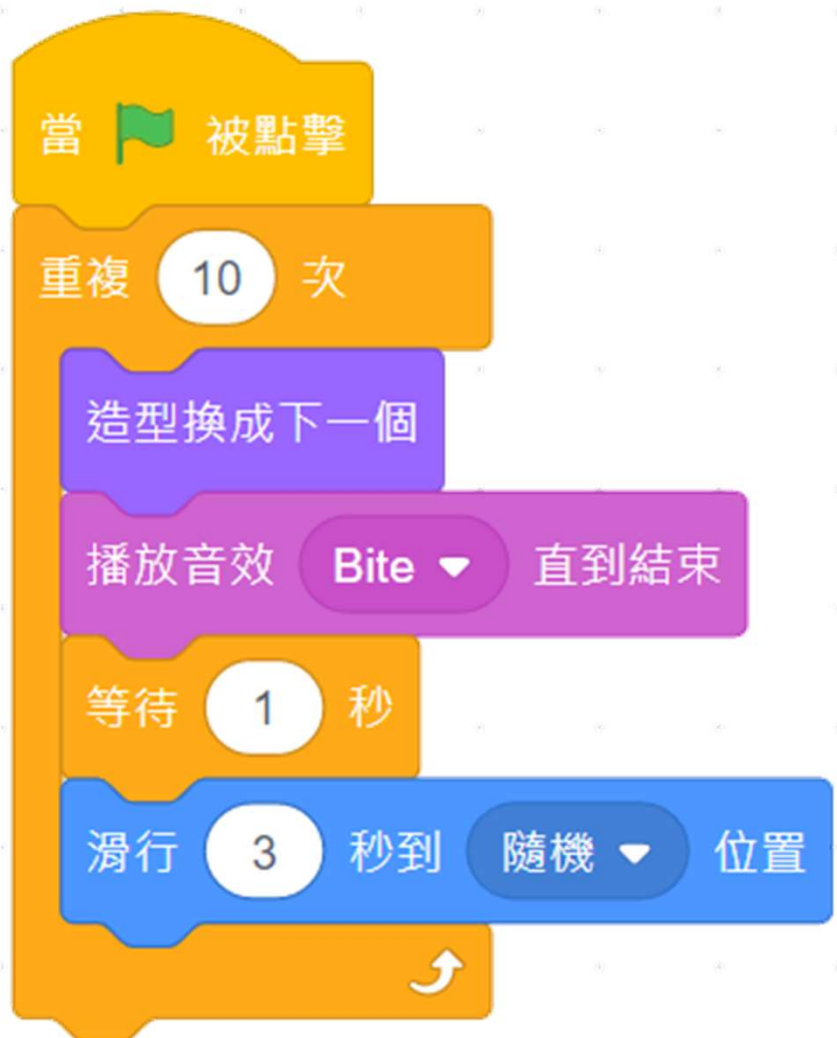 當 被點擊
重複 10 次
造型換成下一個
播放音效 Bite 直到結束
等待 1 秒
滑行 3 秒到 隨機 位置